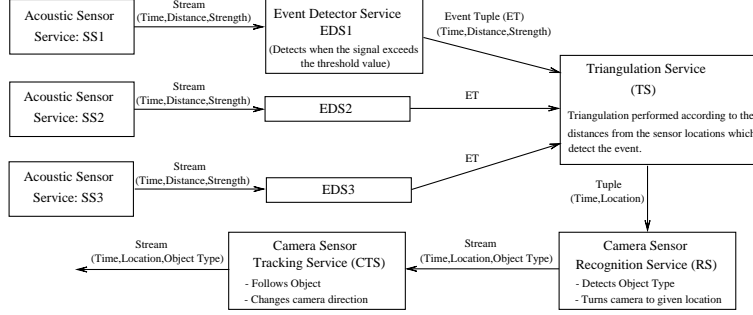 Acoustic Sensor
Service: SS1
Stream
(Time,Distance,Strength)
Event Detector Service
EDS1
(Detects when the signal exceeds
the threshold value)
Event Tuple (ET)
(Time,Distance,Strength)
Acoustic Sensor
Service: SS2
Stream
(Time,Distance,Strength)
EDS2
ET
Triangulation Service
(TS)
Triangulation performed according to the
distances from the sensor locations which
detect the event.
Acoustic Sensor
Service: SS3
Stream
(Time,Distance,Strength)
EDS3
ET
Tuple
(Time,Location)
Stream
(Time,Location,Object Type)
Camera Sensor
Tracking Service (CTS)
- Follows Object
- Changes camera direction
Stream
(Time,Location,Object Type)
Camera Sensor
Recognition Service (RS)
- Detects Object Type
- Turns camera to given location